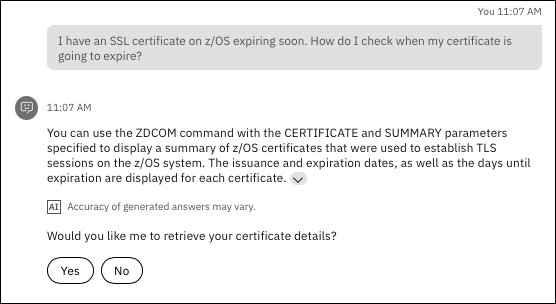 You 11:07 AM
I have an SSL certificate on z/OS expiring soon. How do I check when my certificate is
going to expire?
11:07 AM
You can use the ZDCOM command with the CERTIFICATE and SUMMARY parameters
specified to display a summary of z/OS certificates that were used to establish TLS
sessions on the z/OS system. The issuance and expiration dates, as well as the days until
expiration are displayed for each certificate.
AI Accuracy of generated answers may vary.
Would you like me to retrieve your certificate details?
Yes No